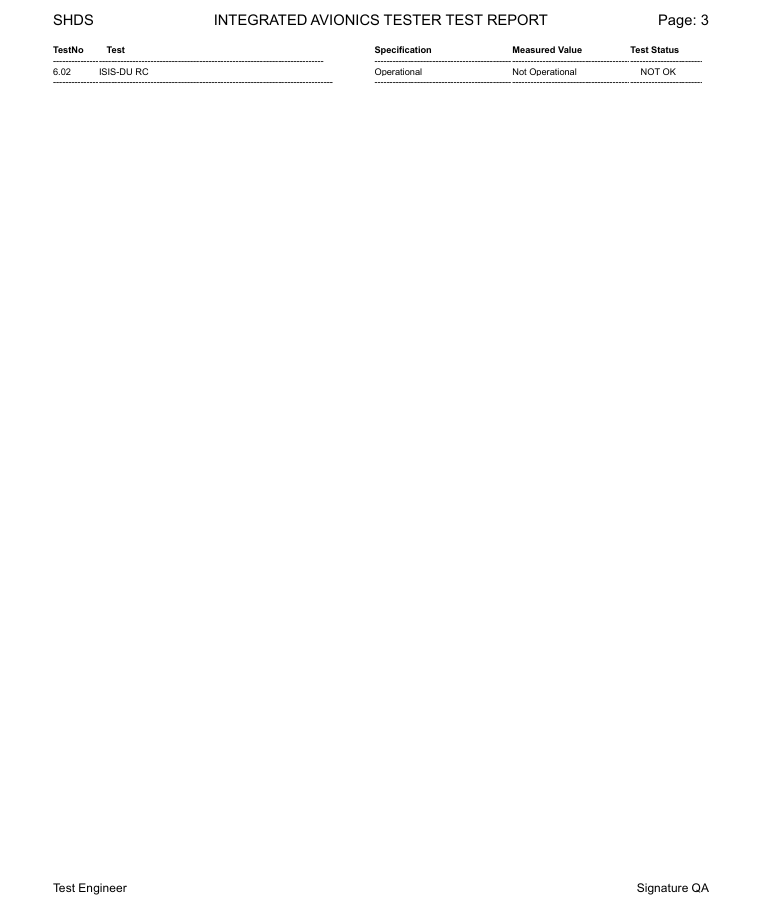 SHDS INTEGRATED AVIONICS TESTER TEST REPORT Page: 3
TestNo Test Specification Measured Value Test Status
6.02 ISIS-DU RC Operational Not Operational NOT OK
Test Engineer Signature QA